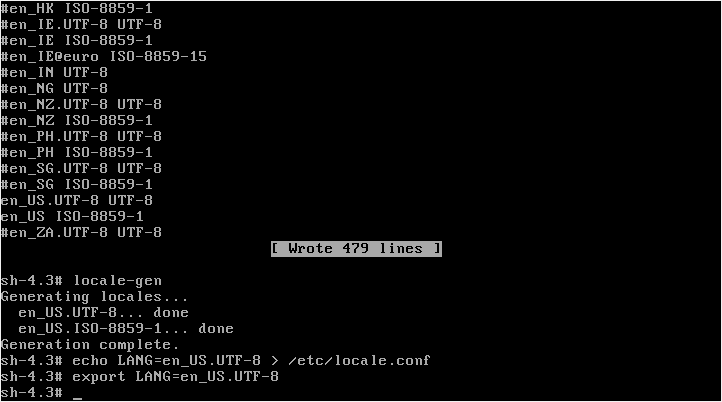 #en_HK ISO-8859-1
#en_IE.UTF-8 UTF-8
#en_IE ISO-8859-1
#en_IE@euro ISO-8859-15
#en_IN UTF-8
#en_NG UTF-8
#en_NZ.UTF-8 UTF-8
#en_NZ ISO-8859-1
#en_PH.UTF-8 UTF-8
#en_PH ISO-8859-1
#en_SG.UTF-8 UTF-8
#en_SG ISO-8859-1
en_US.UTF-8 UTF-8
en_US ISO-8859-1
#en_ZA.UTF-8 UTF-8
[ Wrote 479 lines ]
sh-4.3# locale-gen
Generating locales...
  en_US.UTF-8... done
  en_US.ISO-8859-1... done
Generation complete.
sh-4.3# echo LANG=en_US.UTF-8 > /etc/locale.conf
sh-4.3# export LANG=en_US.UTF-8
sh-4.3# _